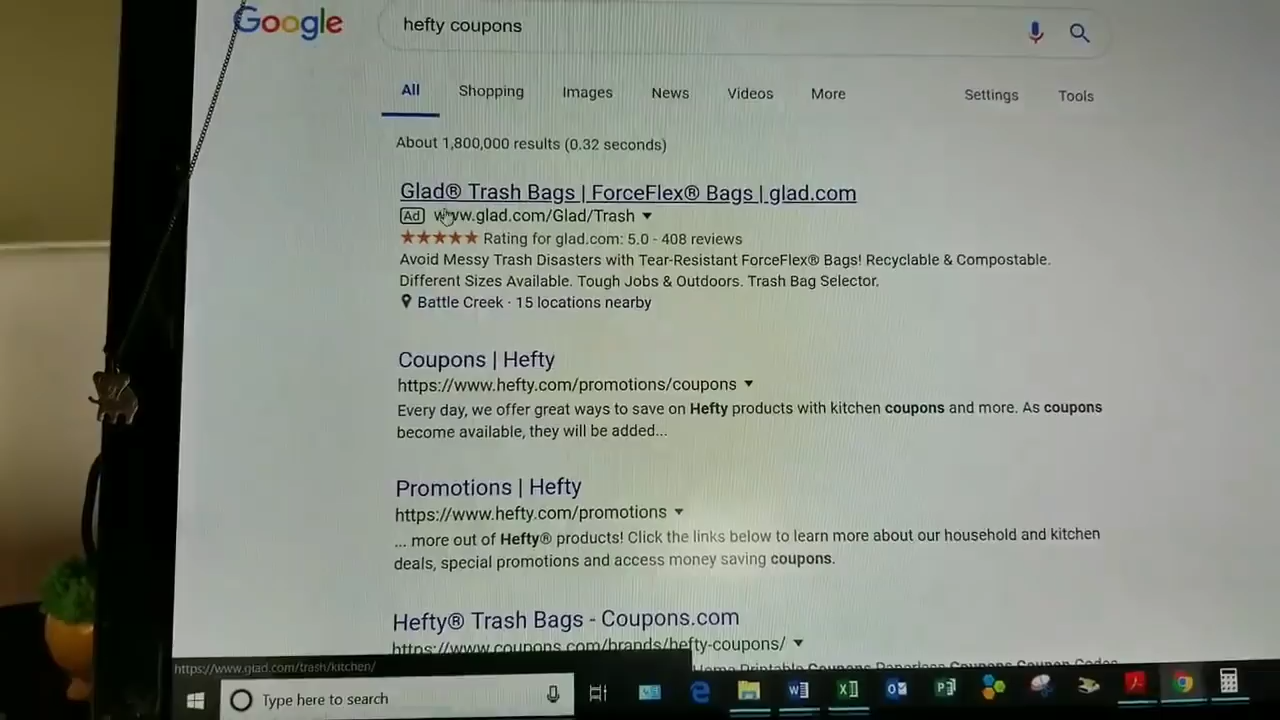 Google
hefty coupons
All Shopping Images News Videos More Settings Tools
About 1,800,000 results (0.32 seconds)
Glad® Trash Bags | ForceFlex® Bags | glad.com
Ad www.glad.com/Glad/Trash
Rating for glad.com: 5.0 - 408 reviews
Avoid Messy Trash Disasters with Tear-Resistant ForceFlex® Bags! Recyclable & Compostable.
Different Sizes Available. Tough Jobs & Outdoors. Trash Bag Selector.
Battle Creek · 15 locations nearby
Coupons | Hefty
https://www.hefty.com/promotions/coupons
Every day, we offer great ways to save on Hefty products with kitchen coupons and more. As coupons
become available, they will be added...
Promotions | Hefty
https://www.hefty.com/promotions
... more out of Hefty® products! Click the links below to learn more about our household and kitchen
deals, special promotions and access money saving coupons.
Hefty® Trash Bags - Coupons.com
https://www.coupons.com/brands/hefty-coupons/
Home Printable Coupons Paperless Coupons Coupon Codes
https://www.glad.com/trash/kitchen/
Type here to search